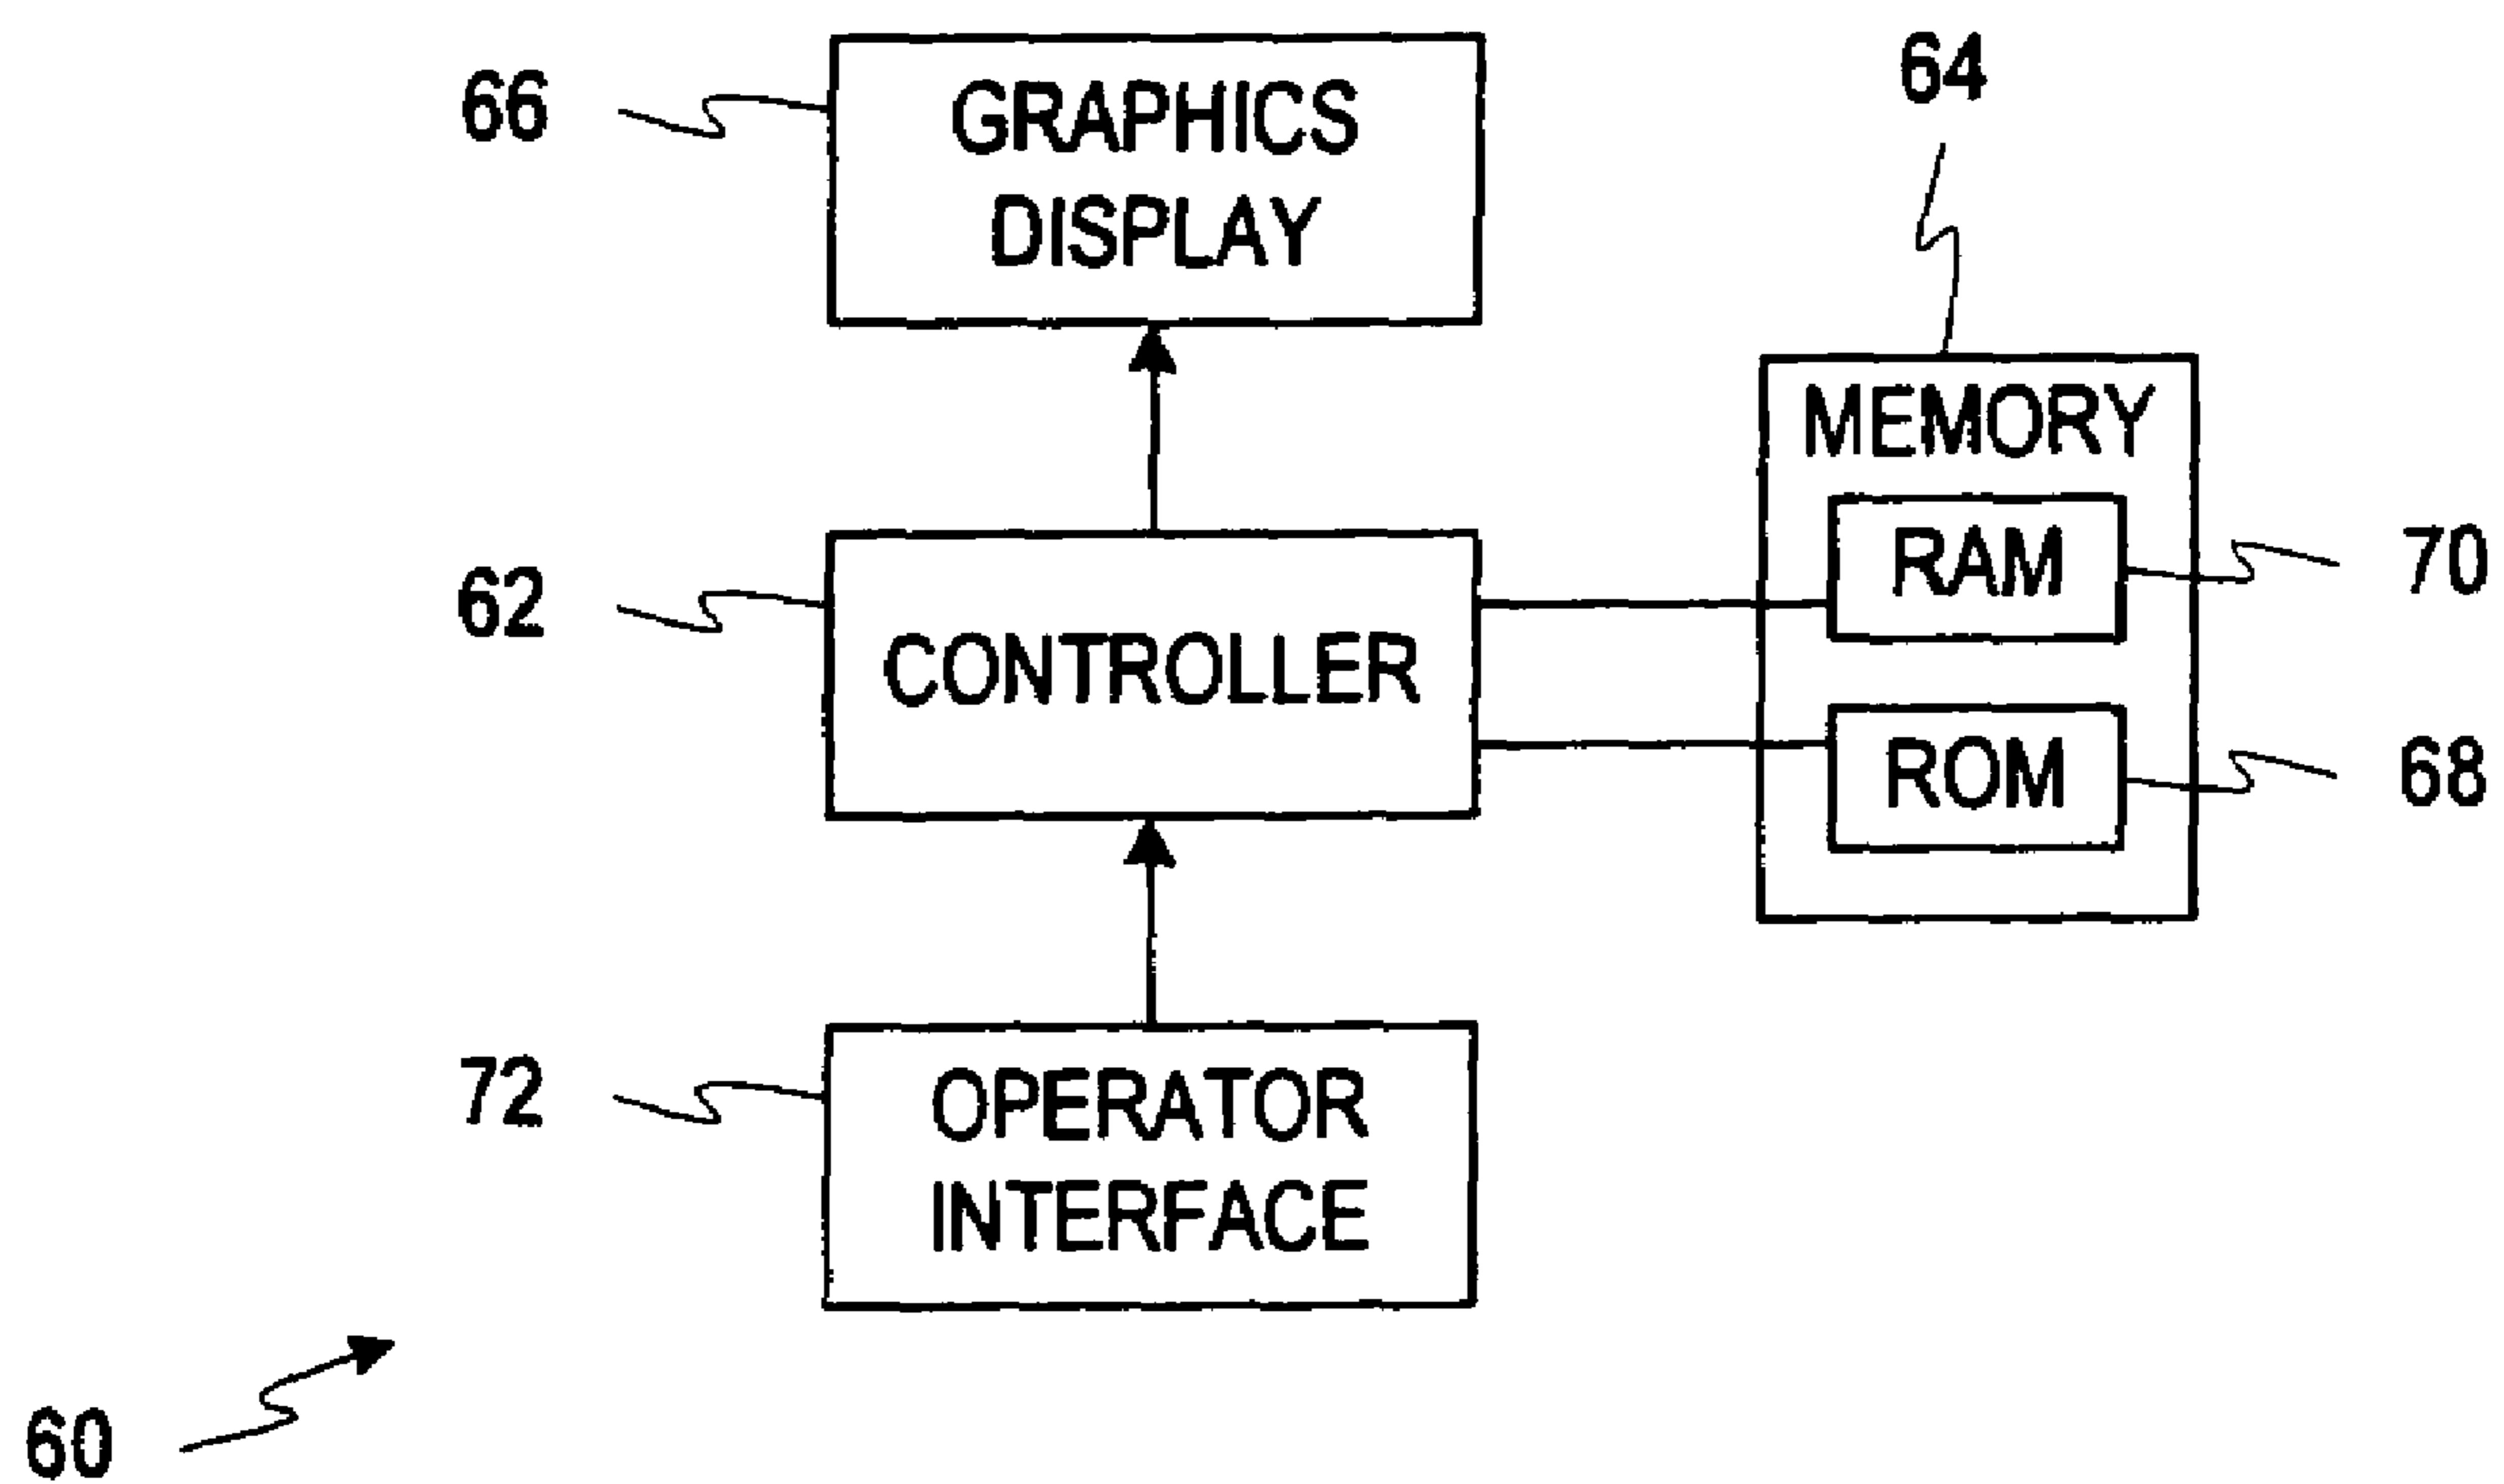 66
GRAPHICS
DISPLAY
64
MEMORY
RAM
70
62
CONTROLLER
ROM
68
72
OPERATOR
INTERFACE
60